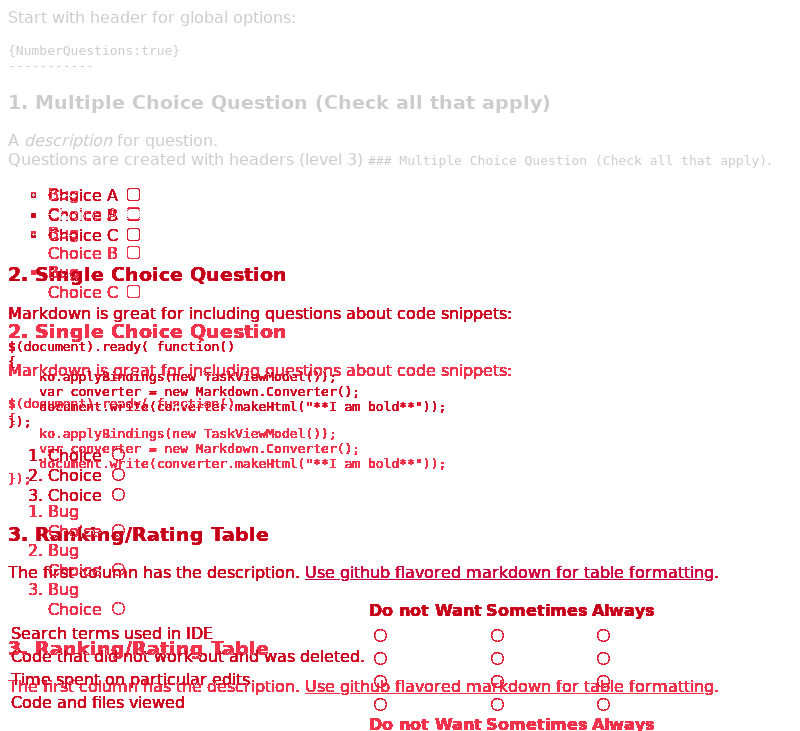 Start with header for global options:
{NumberQuestions:true}
-----------
1. Multiple Choice Question (Check all that apply)
A description for question.
Questions are created with headers (level 3) ### Multiple Choice Question (Check all that apply).
Bug
Choice A
Choice A
Choice B
Bug
Choice C
Choice B
Bug
2. Single Choice Question
Choice C
Markdown is great for including questions about code snippets:
2. Single Choice Question
$(document).ready( function()
{
Markdown is great for including questions about code snippets:
ko.applyBindings(new TaskViewModel());
var converter = new Markdown.Converter();
$(document).ready( function()
document.write(converter.makeHtml("**I am bold**"));
{
});
ko.applyBindings(new TaskViewModel());
var converter = new Markdown.Converter();
1. Choice
document.write(converter.makeHtml("**I am bold**"));
2. Choice
});
3. Choice
1. Bug
Choice
3. Ranking/Rating Table
2. Bug
Choice
The first column has the description. Use github flavored markdown for table formatting.
3. Bug
Choice
Do not Want Sometimes Always
Search terms used in IDE
3. Ranking/Rating Table
Code that did not work out and was deleted.
Time spent on particular edits
The first column has the description. Use github flavored markdown for table formatting.
Code and files viewed
Do not Want Sometimes Always